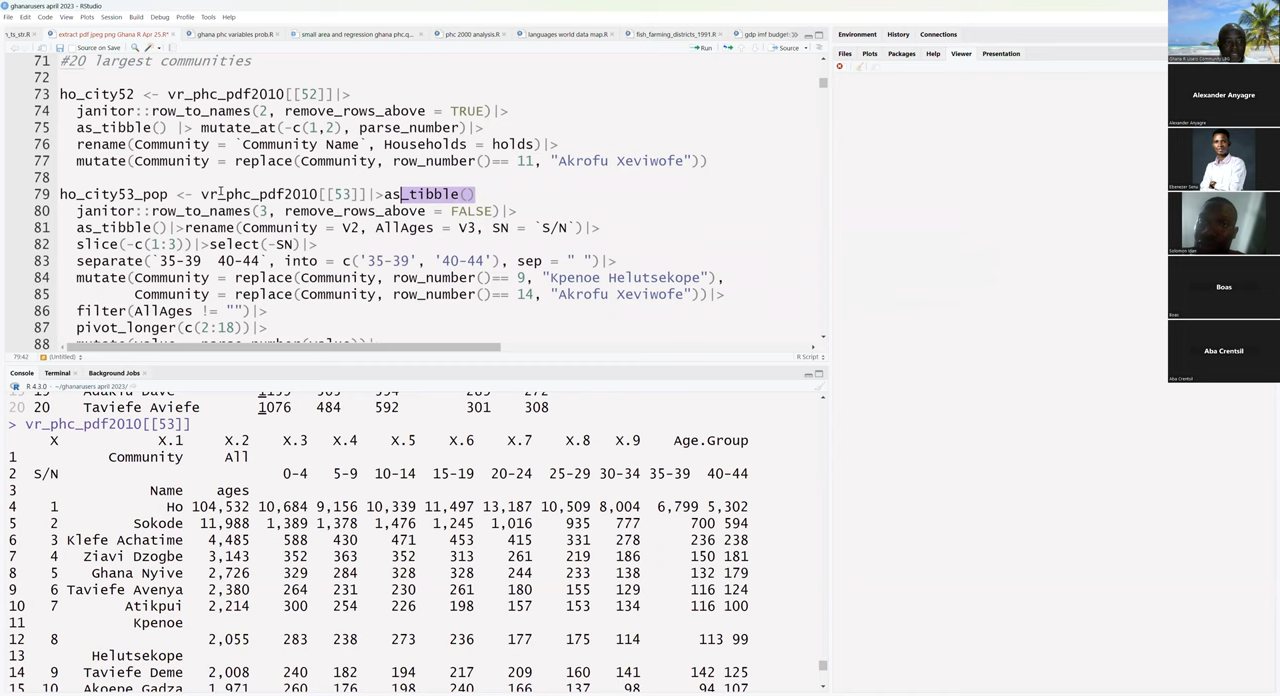 ghanarusers april 2023/ - RStudio
File Edit Code View Plots Session Build Debug Profile Tools Help
n_ts_str.R extract pdf jpeg png Ghana R Apr 25.R* ghana phc variables prob.R small area and regression ghana phc.q... phc 2000 analysis.R languages world data map.R fish_farming_districts_1991.R gdp imf budget
Source on Save Run Source
71 #20 largest communities
72
73 ho_city52 <- vr_phc_pdf2010[[52]]|>
74 janitor::row_to_names(2, remove_rows_above = TRUE)|>
75 as_tibble() |> mutate_at(-c(1,2), parse_number)|>
76 rename(Community = `Community Name`, Households = holds)|>
77 mutate(Community = replace(Community, row_number()== 11, "Akrofu Xeviwofe"))
78
79 ho_city53_pop <- vr_phc_pdf2010[[53]]|>as_tibble()
80 janitor::row_to_names(3, remove_rows_above = FALSE)|>
81 as_tibble()|>rename(Community = V2, AllAges = V3, SN = `S/N`)|>
82 slice(-c(1:3))|>select(-SN)|>
83 separate(`35-39  40-44`, into = c('35-39', '40-44'), sep = " ")|>
84 mutate(Community = replace(Community, row_number()== 9, "Kpenoe Helutsekope"),
85 Community = replace(Community, row_number()== 14, "Akrofu Xeviwofe"))|>
86 filter(AllAges != "")|>
87 pivot_longer(c(2:18))|>
88
79:42 (Untitled) R Script
Console Terminal Background Jobs
R 4.3.0 · ~/ghanarusers april 2023/
20 20 Taviefe Aviefe 1076 484 592 301 308
> vr_phc_pdf2010[[53]]
X X.1 X.2 X.3 X.4 X.5 X.6 X.7 X.8 X.9 Age.Group
1 Community All
2 S/N 0-4 5-9 10-14 15-19 20-24 25-29 30-34 35-39 40-44
3 Name ages
4 1 Ho 104,532 10,684 9,156 10,339 11,497 13,187 10,509 8,004 6,799 5,302
5 2 Sokode 11,988 1,389 1,378 1,476 1,245 1,016 935 777 700 594
6 3 Klefe Achatime 4,485 588 430 471 453 415 331 278 236 238
7 4 Ziavi Dzogbe 3,143 352 363 352 313 261 219 186 150 181
8 5 Ghana Nyive 2,726 329 284 328 328 244 233 138 132 179
9 6 Taviefe Avenya 2,380 264 231 230 261 180 155 129 116 124
10 7 Atikpui 2,214 300 254 226 198 157 153 134 116 100
11 Kpenoe
12 8 2,055 283 238 273 236 177 175 114 113 99
13 Helutsekope
14 9 Taviefe Deme 2,008 240 182 194 217 209 160 141 142 125
15 10 Akoepe Gadza 1,971 260 176 198 240 166 137 98 94 107
Environment History Connections
Files Plots Packages Help Viewer Presentation
Ghana R Users Community
Alexander Anyagre
Alexander Anyagre
Ebenezer Senu
Solomon
Boas
Boas
Aba Crentsil
Aba Crentsil